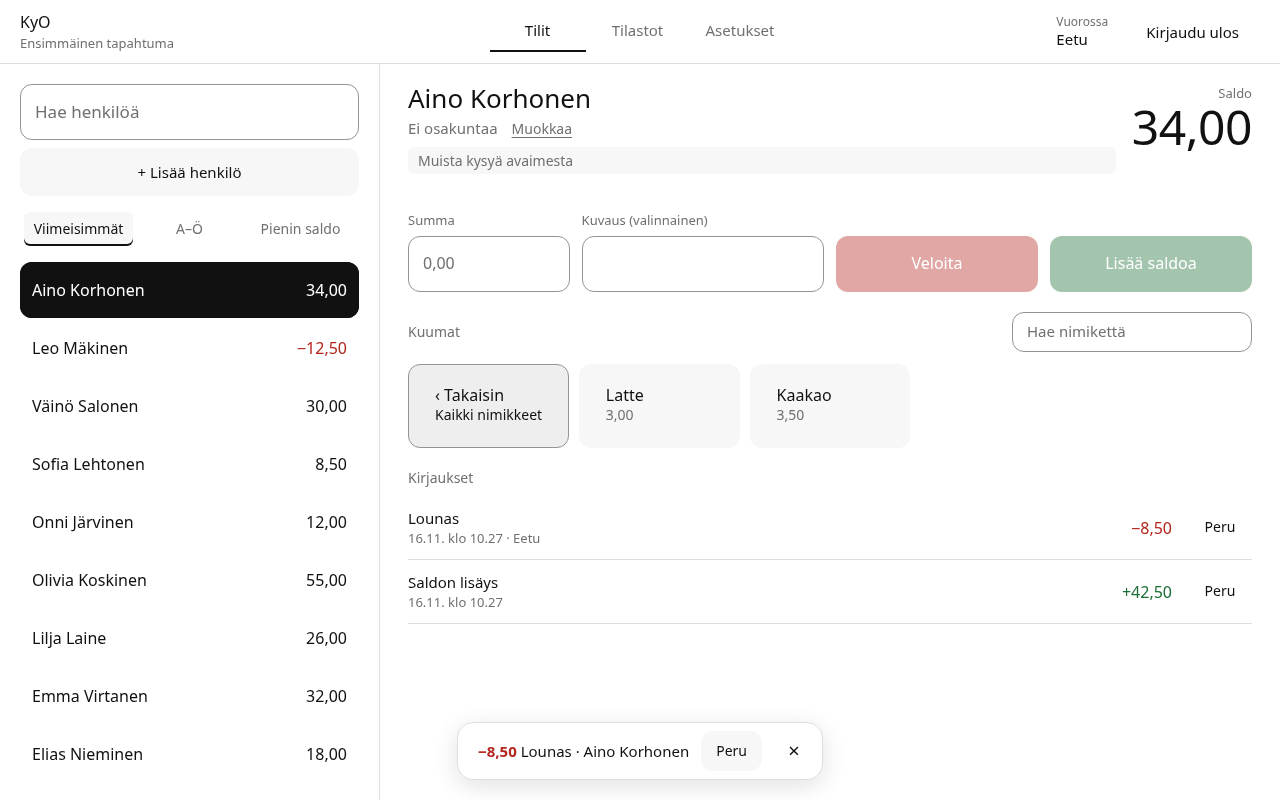 KyO
Ensimmäinen tapahtuma
Tilit
Tilastot
Asetukset
Vuorossa
Eetu
Kirjaudu ulos
Hae henkilöä
+ Lisää henkilö
Viimeisimmät
A–Ö
Pienin saldo
Aino Korhonen 34,00
Leo Mäkinen −12,50
Väinö Salonen 30,00
Sofia Lehtonen 8,50
Onni Järvinen 12,00
Olivia Koskinen 55,00
Lilja Laine 26,00
Emma Virtanen 32,00
Elias Nieminen 18,00
Aino Korhonen
Ei osakuntaa Muokkaa
Muista kysyä avaimesta
Saldo
34,00
Summa
0,00
Kuvaus (valinnainen)
Veloita
Lisää saldoa
Kuumat
Hae nimikettä
‹ Takaisin
Kaikki nimikkeet
Latte
3,00
Kaakao
3,50
Kirjaukset
Lounas
16.11. klo 10.27 · Eetu
−8,50
Peru
Saldon lisäys
16.11. klo 10.27
+42,50
Peru
−8,50 Lounas · Aino Korhonen
Peru
✕